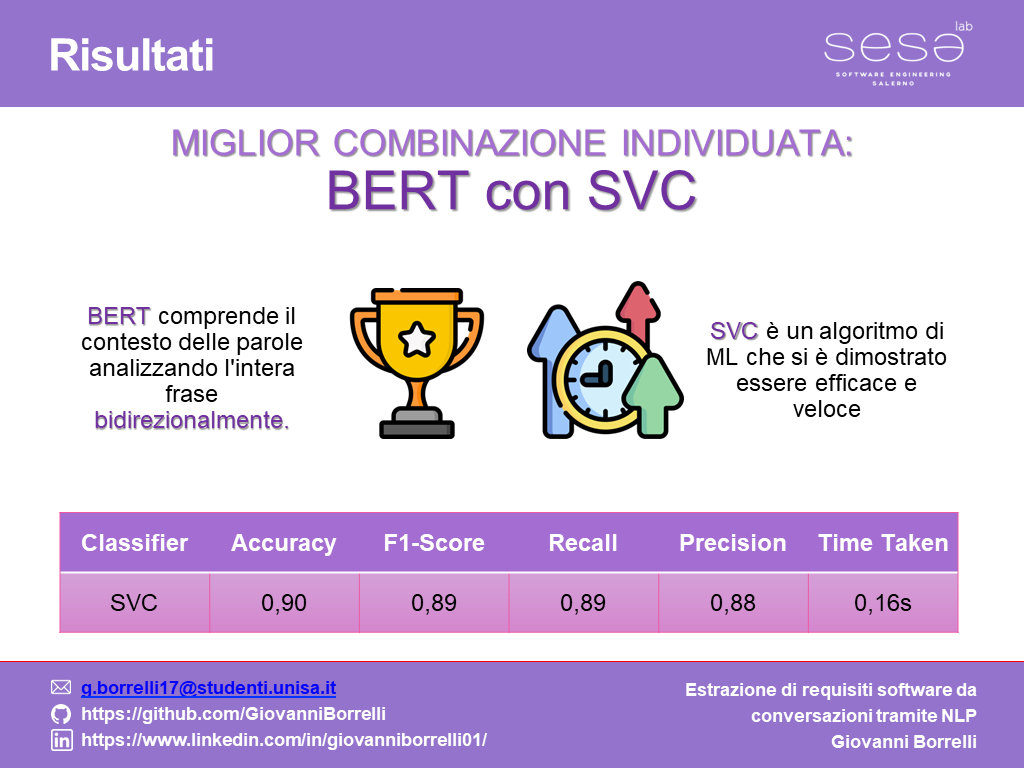 Risultati
lab
sesa
SOFTWARE ENGINEERING
SALERNO
MIGLIOR COMBINAZIONE INDIVIDUATA:
BERT con SVC
BERT comprende il
contesto delle parole
analizzando l'intera
frase
bidirezionalmente.
SVC è un algoritmo di
ML che si è dimostrato
essere efficace e
veloce
Classifier Accuracy F1-Score Recall Precision Time Taken
SVC 0,90 0,89 0,89 0,88 0,16s
g.borrelli17@studenti.unisa.it
https://github.com/GiovanniBorrelli
https://www.linkedin.com/in/giovanniborrelli01/
Estrazione di requisiti software da
conversazioni tramite NLP
Giovanni Borrelli